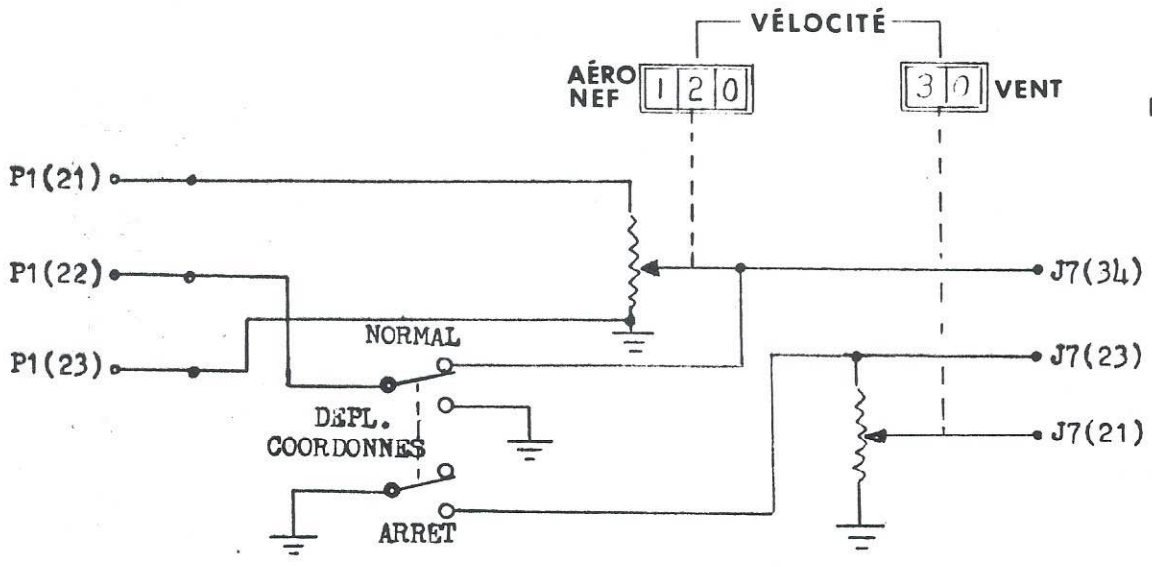 VÉLOCITÉ
AÉRO
NEF
120
30
VENT
P1(21)
P1(22)
J7(34)
NORMAL
P1(23)
J7(23)
DEPL.
COORDONNES
J7(21)
ARRET